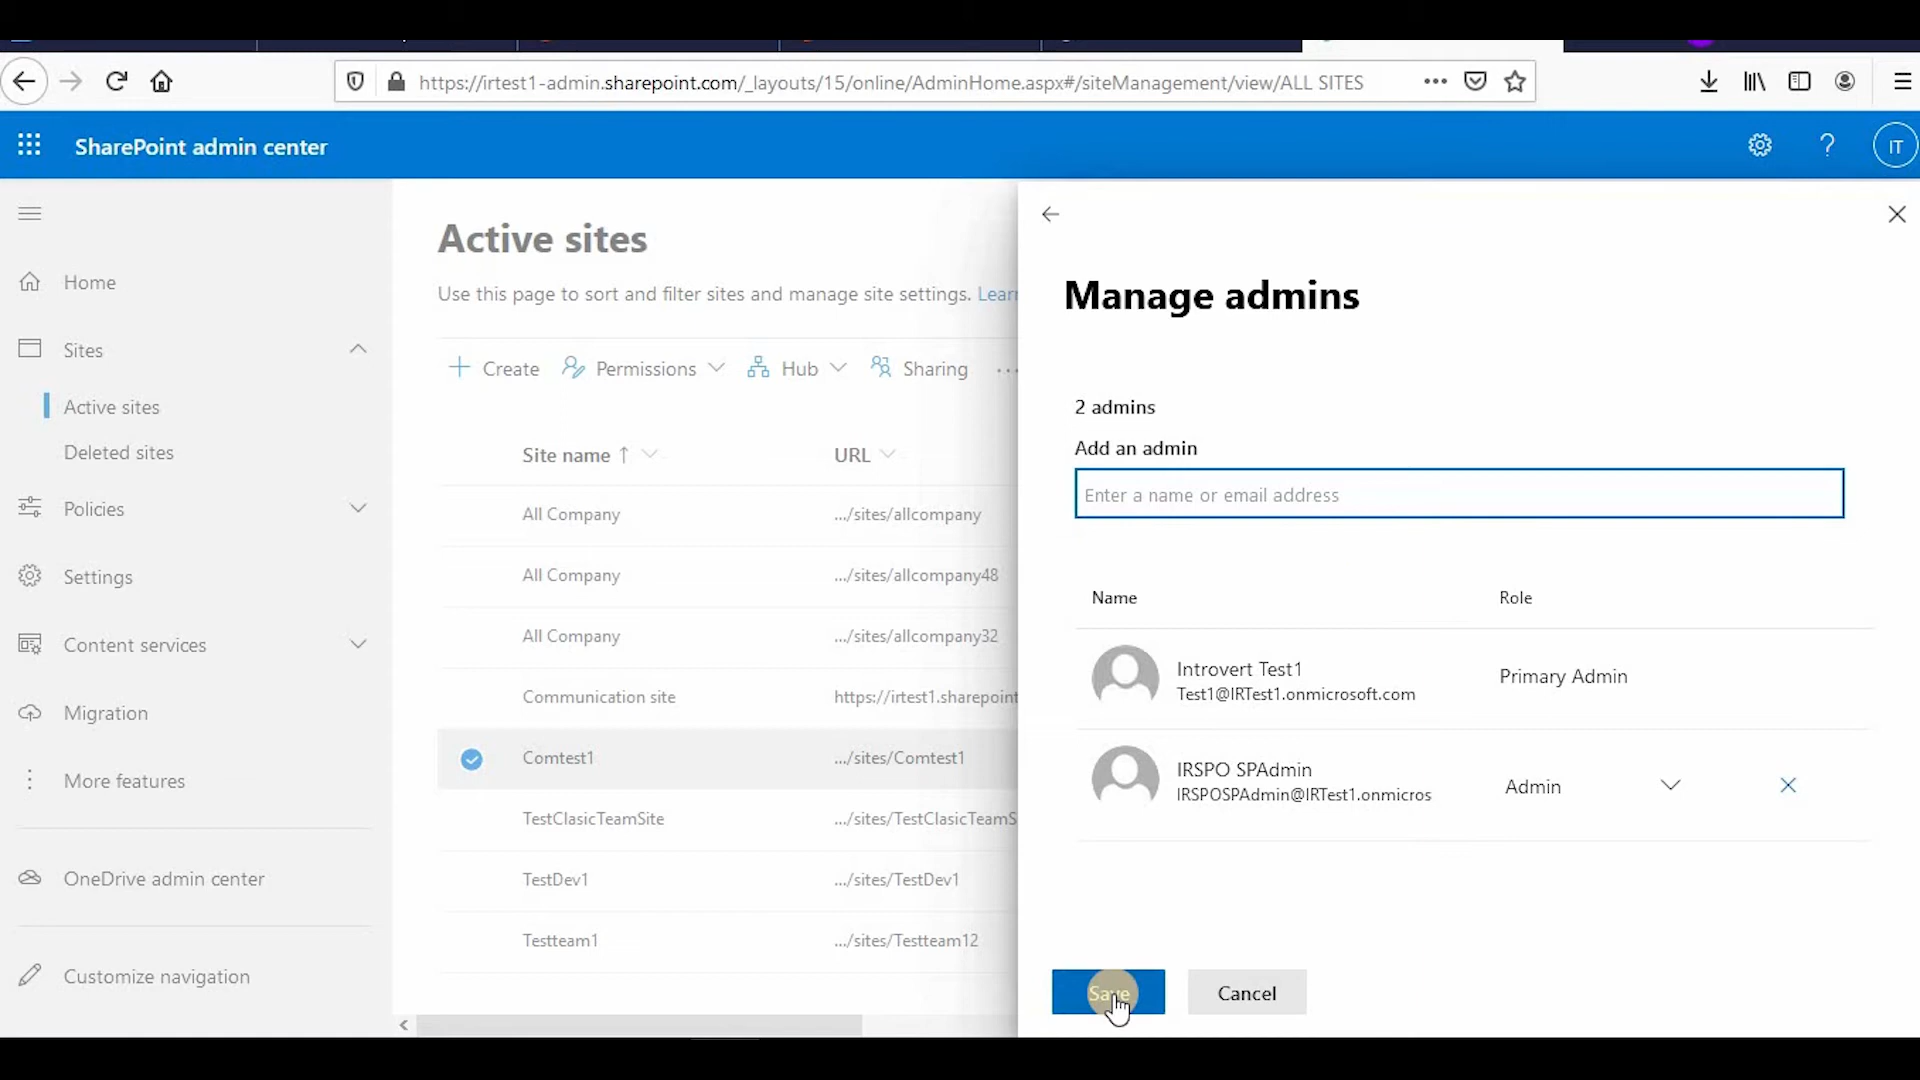 https://irtest1-admin.sharepoint.com/_layouts/15/online/AdminHome.aspx#/siteManagement/view/ALL SITES
SharePoint admin center
?
IT
Home
Sites
Active sites
Deleted sites
Policies
Settings
Content services
Migration
More features
OneDrive admin center
Customize navigation
Active sites
Use this page to sort and filter sites and manage site settings. Learn
Create Permissions Hub Sharing
Site name ↑ URL
All Company .../sites/allcompany
All Company .../sites/allcompany48
All Company .../sites/allcompany32
Communication site https://irtest1.sharepoint
Comtest1 .../sites/Comtest1
TestClasicTeamSite .../sites/TestClasicTeamS
TestDev1 .../sites/TestDev1
Testteam1 .../sites/Testteam12
Manage admins
2 admins
Add an admin
Enter a name or email address
Name Role
Introvert Test1
Test1@IRTest1.onmicrosoft.com
Primary Admin
IRSPO SPAdmin
IRSPOSPAdmin@IRTest1.onmicros
Admin
Save Cancel